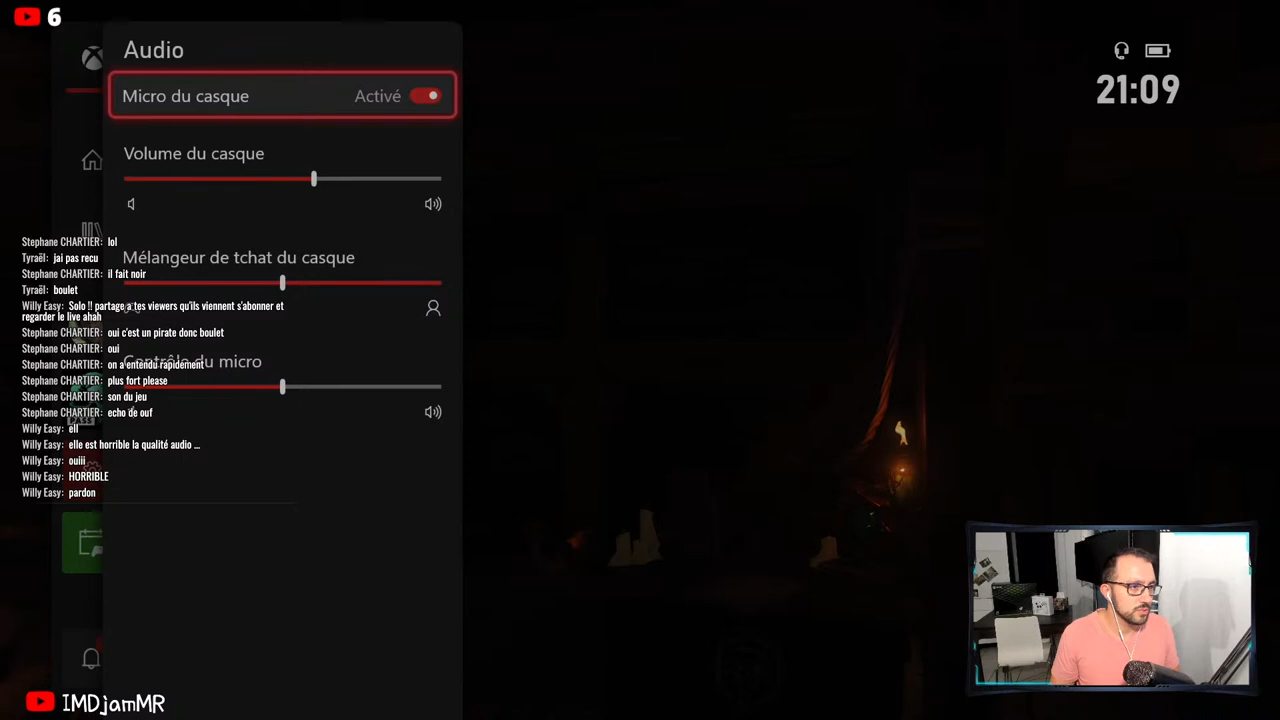 6
Audio
21:09
Micro du casque
Activé
Volume du casque
Stephane CHARTIER: lol
Tyraël: jai pas recu
Mélangeur de tchat du casque
Stephane CHARTIER: il fait noir
Tyraël: boulet
Willy Easy: Solo !! partage a tes viewers qu'ils viennent s'abonner et
regarder le live ahah
Stephane CHARTIER: oui c'est un pirate donc boulet
Stephane CHARTIER: oui
Contrôle du micro
Stephane CHARTIER: on a entendu rapidement
Stephane CHARTIER: plus fort please
Stephane CHARTIER: son du jeu
Stephane CHARTIER: echo de ouf
Willy Easy: ell
Willy Easy: elle est horrible la qualité audio ...
Willy Easy: ouiii
Willy Easy: HORRIBLE
Willy Easy: pardon
IMDjamMR